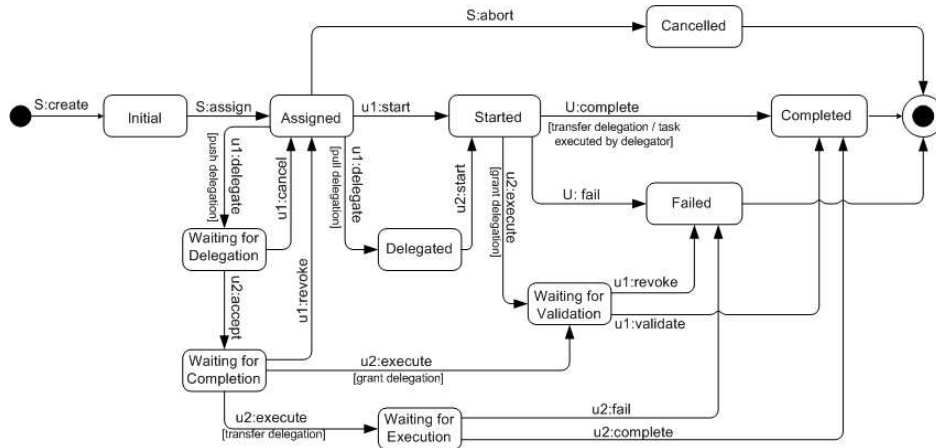 S:abort
Cancelled
S:create
Initial
S:assign
Assigned
u1:start
Started
U:complete
[transfer delegation / task
executed by delegator]
Completed
u1:delegate
[push delegation]
u1:cancel
u1:revoke
u1:delegate
[pull delegation]
u2:start
u2:execute
[grant delegation]
U: fail
Failed
Waiting for
Delegation
Delegated
u2:accept
Waiting for
Validation
u1:revoke
u1:validate
Waiting for
Completion
u2:execute
[grant delegation]
u2:execute
[transfer delegation]
Waiting for
Execution
u2:fail
u2:complete